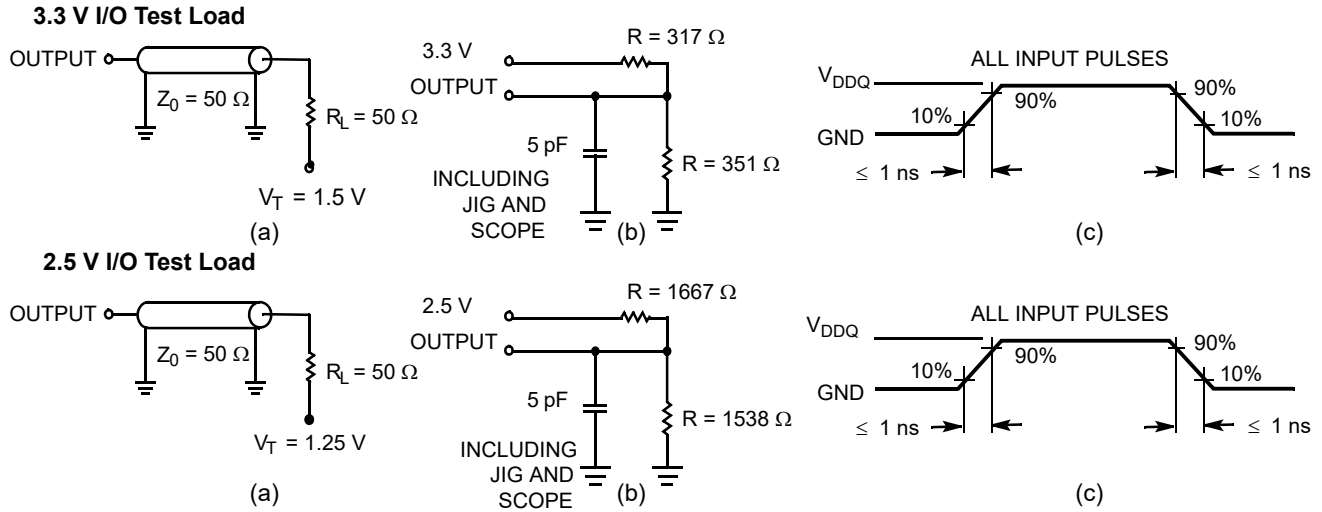 3.3 V I/O Test Load
OUTPUT
Z0 = 50 Ω
RL = 50 Ω
VT = 1.5 V
(a)
3.3 V
OUTPUT
R = 317 Ω
5 pF
INCLUDING
JIG AND
SCOPE
R = 351 Ω
(b)
ALL INPUT PULSES
VDDQ
GND
10%
90%
90%
10%
≤ 1 ns
≤ 1 ns
(c)
2.5 V I/O Test Load
OUTPUT
Z0 = 50 Ω
RL = 50 Ω
VT = 1.25 V
(a)
2.5 V
OUTPUT
R = 1667 Ω
5 pF
INCLUDING
JIG AND
SCOPE
R = 1538 Ω
(b)
ALL INPUT PULSES
VDDQ
GND
10%
90%
90%
10%
≤ 1 ns
≤ 1 ns
(c)